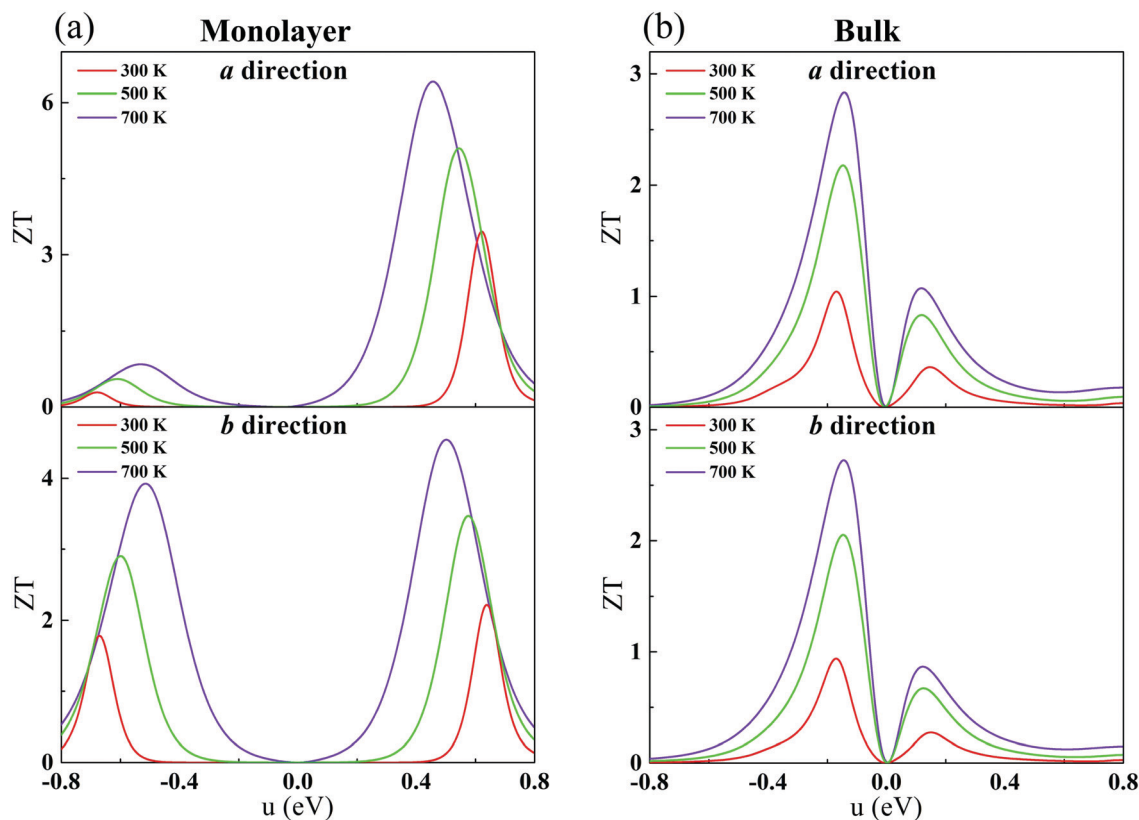 (a) Monolayer
a direction
300 K
500 K
700 K
ZT
6
3
0
b direction
300 K
500 K
700 K
ZT
4
2
0
-0.8 -0.4 0.0 0.4 0.8
u (eV)
(b) Bulk
a direction
300 K
500 K
700 K
ZT
3
2
1
0
b direction
300 K
500 K
700 K
ZT
3
2
1
0
-0.8 -0.4 0.0 0.4 0.8
u (eV)